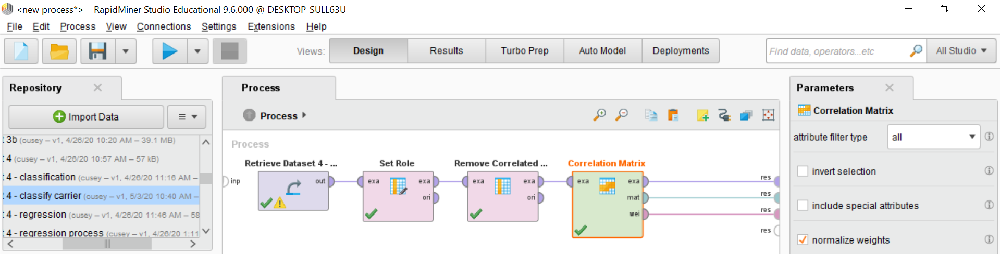 <new process*> – RapidMiner Studio Educational 9.6.000 @ DESKTOP-SULL63U
File Edit Process View Connections Settings Extensions Help
Views: Design Results Turbo Prep Auto Model Deployments Find data, operators...etc All Studio
Repository
Import Data
t 3b (cusey – v1, 4/26/20 10:20 AM – 39.1 MB)
t 4 (cusey – v1, 4/26/20 10:57 AM – 57 kB)
t 4 - classification (cusey – v1, 4/26/20 11:16 AM –
t 4 - classify carrier (cusey – v1, 5/3/20 10:40 AM –
t 4 - regression (cusey – v1, 4/26/20 11:46 AM – 58
t 4 - regression process (cusey – v1, 4/26/20 1:11
Process
Process
Process
Retrieve Dataset 4 - ... Set Role Remove Correlated ... Correlation Matrix
inp out exa exa exa exa exa exa res
ori ori mat res
wei res
res
Parameters
Correlation Matrix
attribute filter type all
invert selection
include special attributes
normalize weights